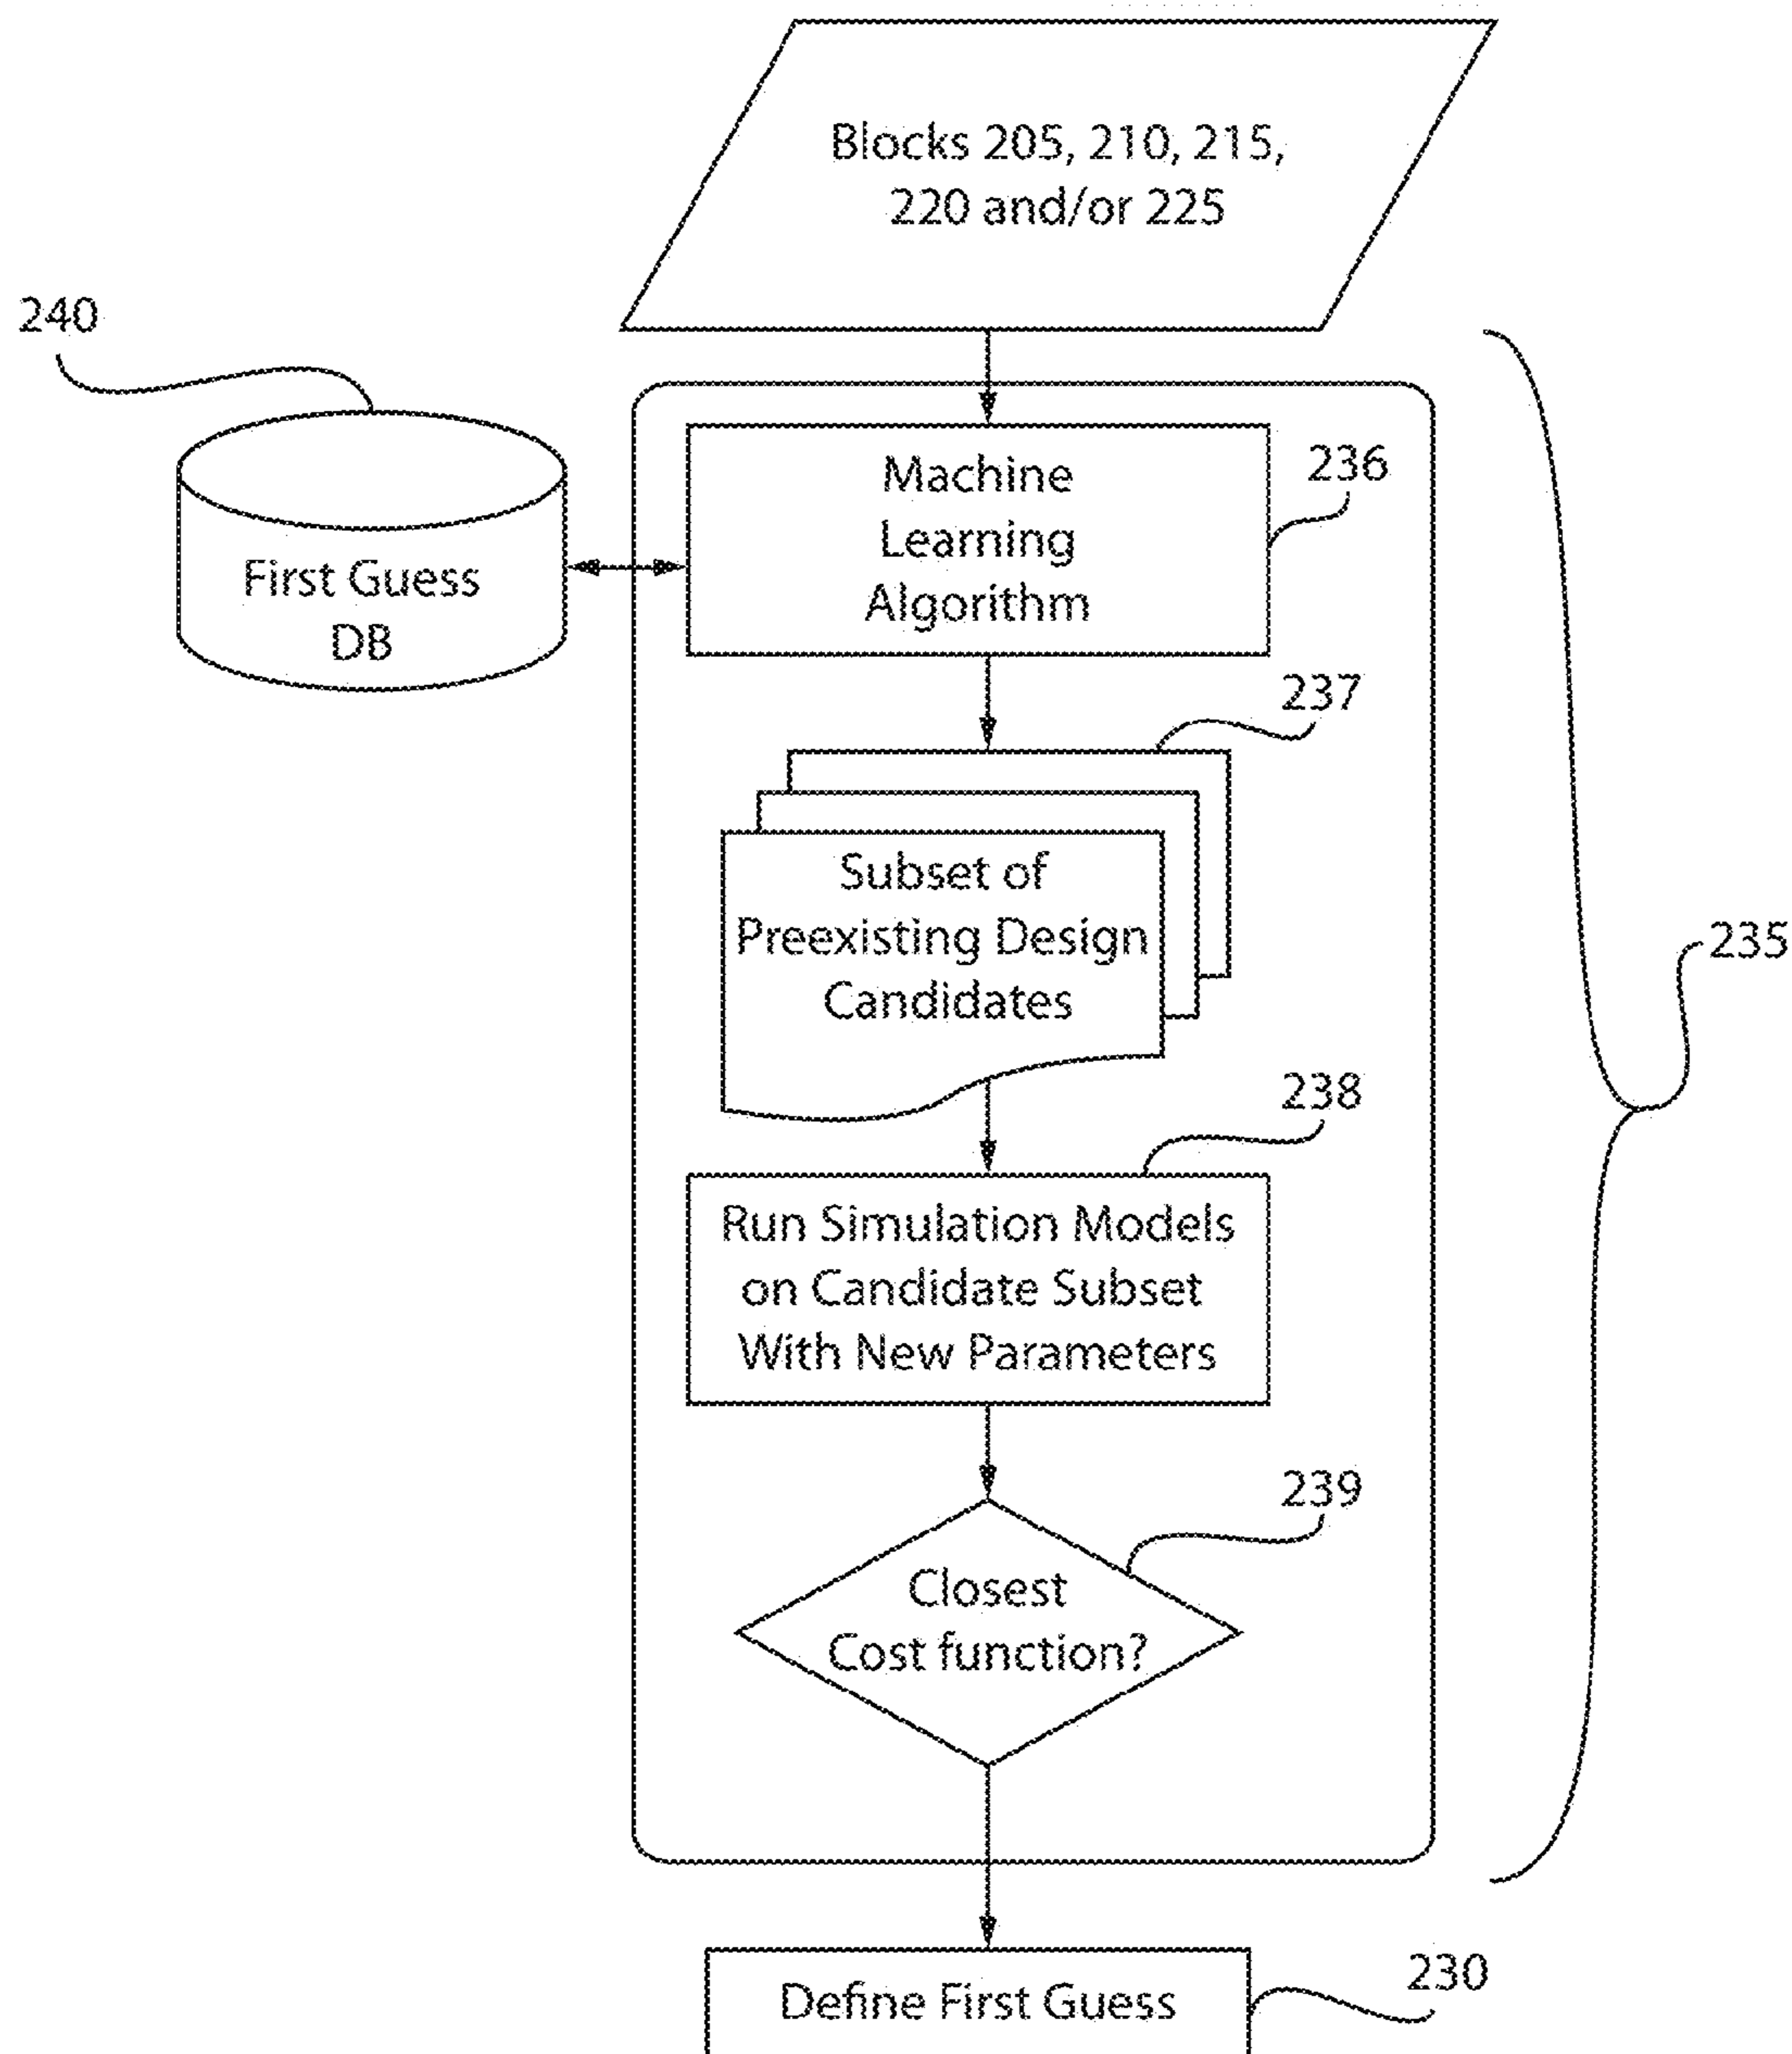 Blocks 205, 210, 215,
220 and/or 225
240
First Guess
DB
Machine
Learning
Algorithm
236
237
Subset of
Preexisting Design
Candidates
235
238
Run Simulation Models
on Candidate Subset
With New Parameters
239
Closest
Cost function?
Define First Guess
230